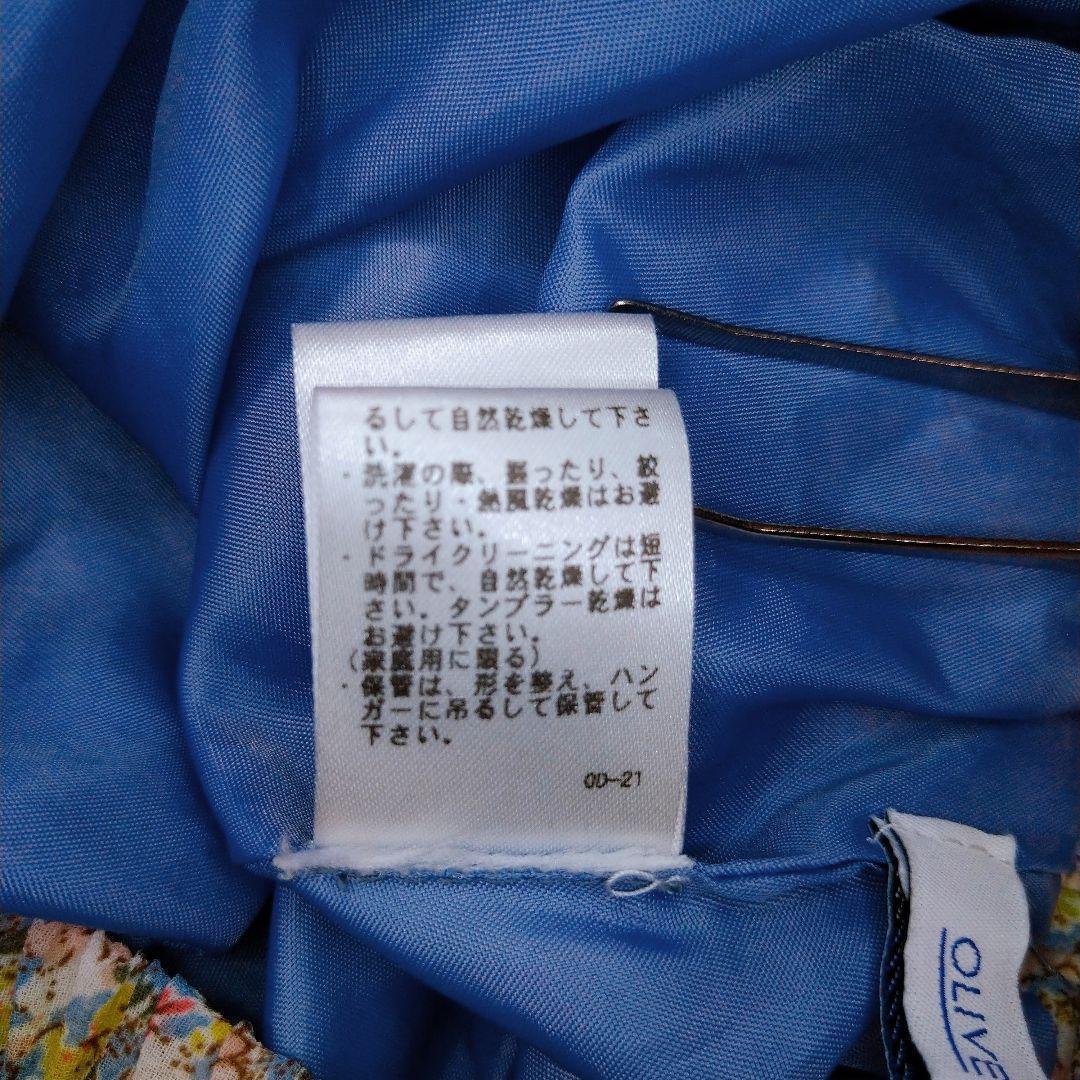 るして自然乾燥して下さ
い.
・洗濯の際、擦ったり、絞
ったり・熱風乾燥はお避
け下さい.
・ドライクリーニングは短
時間で、自然乾燥して下
さい.タンブラー乾燥は
お避け下さい.
(家庭用に限る)
・保管は、形を整え、ハン
ガーに吊るして保管して
下さい.
OD-21